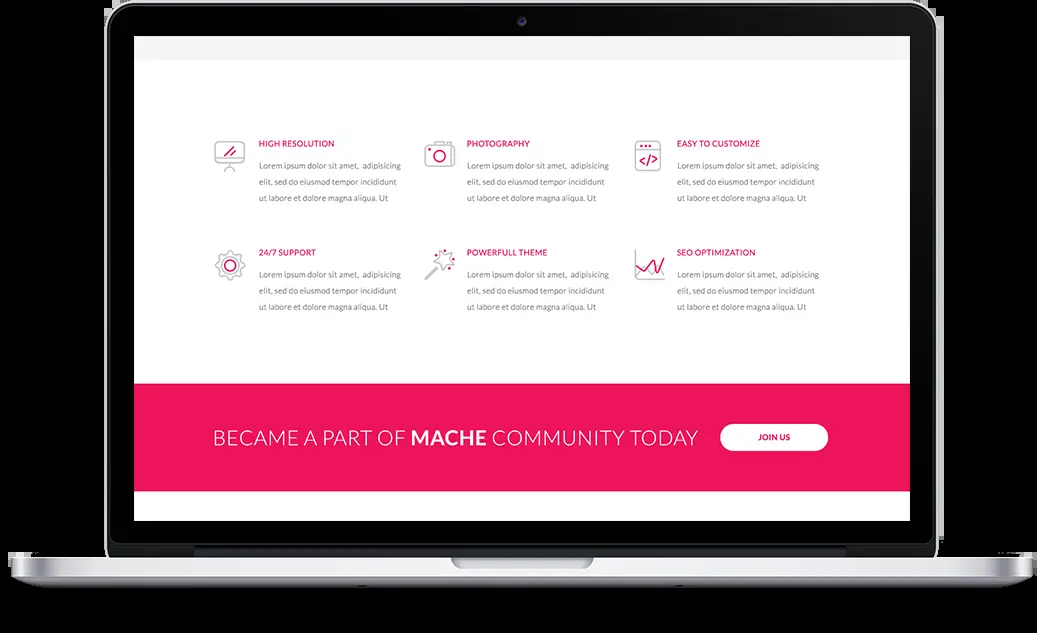 HIGH RESOLUTION
Lorem ipsum dolor sit amet, adipisicing
elit, sed do eiusmod tempor incididunt
ut labore et dolore magna aliqua. Ut
PHOTOGRAPHY
Lorem ipsum dolor sit amet, adipisicing
elit, sed do eiusmod tempor incididunt
ut labore et dolore magna aliqua. Ut
EASY TO CUSTOMIZE
Lorem ipsum dolor sit amet, adipisicing
elit, sed do eiusmod tempor incididunt
ut labore et dolore magna aliqua. Ut
24/7 SUPPORT
Lorem ipsum dolor sit amet, adipisicing
elit, sed do eiusmod tempor incididunt
ut labore et dolore magna aliqua. Ut
POWERFULL THEME
Lorem ipsum dolor sit amet, adipisicing
elit, sed do eiusmod tempor incididunt
ut labore et dolore magna aliqua. Ut
SEO OPTIMIZATION
Lorem ipsum dolor sit amet, adipisicing
elit, sed do eiusmod tempor incididunt
ut labore et dolore magna aliqua. Ut
BECAME A PART OF MACHE COMMUNITY TODAY
JOIN US